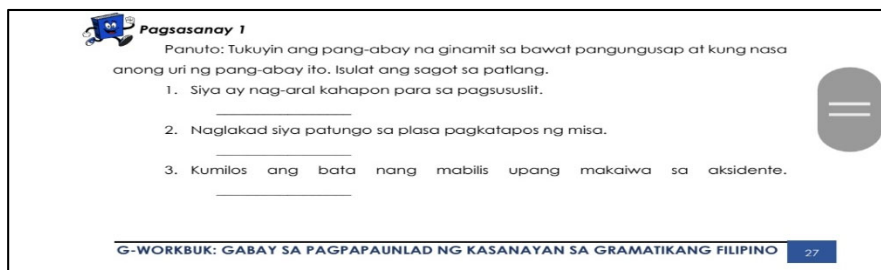 Pagsasanay 1
Panuto: Tukuyin ang pang-abay na ginamit sa bawat pangungusap at kung nasa
anong uri ng pang-abay ito. Isulat ang sagot sa patlang.
1. Siya ay nag-aral kahapon para sa pagsususlit.
2. Naglakad siya patungo sa plasa pagkatapos ng misa.
3. Kumilos ang bata nang mabilis upang makaiwa sa aksidente.
G-WORKBUK: GABAY SA PAGPAPAUNLAD NG KASANAYAN SA GRAMATIKANG FILIPINO 27